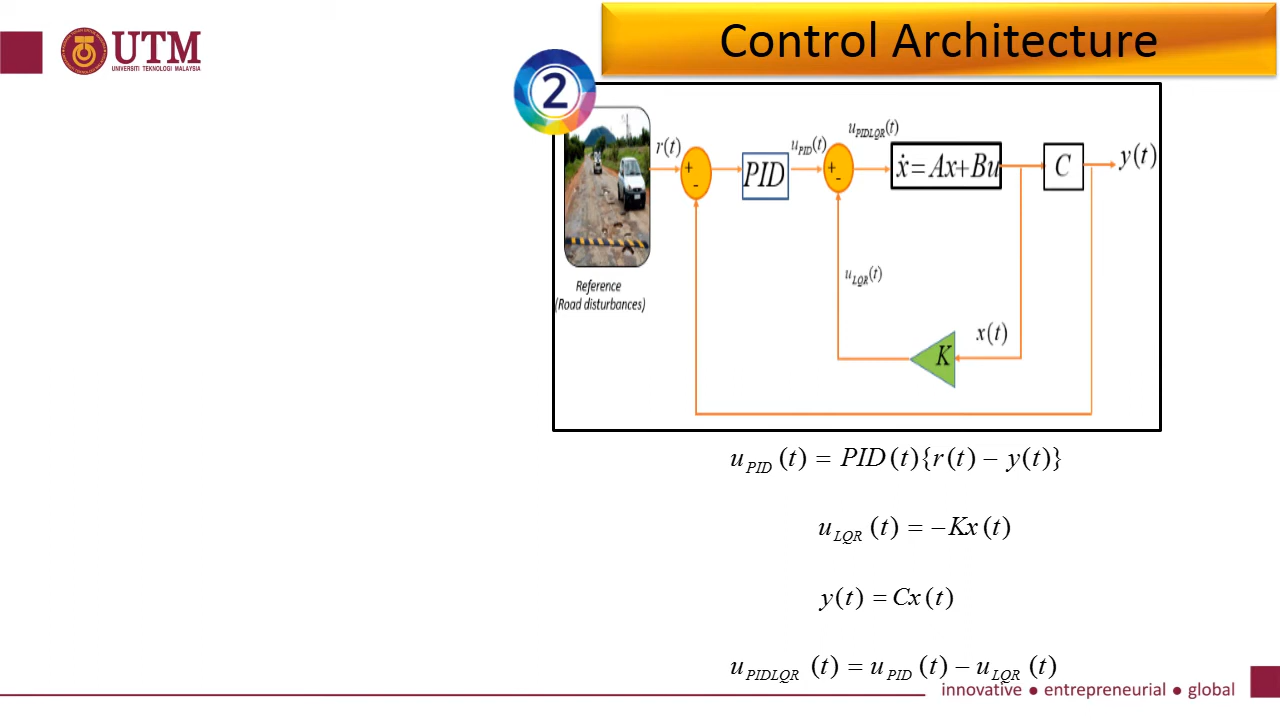 UTM
UNIVERSITI TEKNOLOGI MALAYSIA
Control Architecture
2
r(t)
+
-
PID
u_PID(t)
+
-
u_PIDLQR(t)
ẋ = Ax+Bu
C
y(t)
Reference
(Road disturbances)
u_LQR(t)
x(t)
K
u_PID (t) = PID (t){r(t) − y(t)}
u_LQR (t) = −Kx (t)
y(t) = Cx (t)
u_PIDLQR (t) = u_PID (t) − u_LQR (t)
innovative ● entrepreneurial ● global